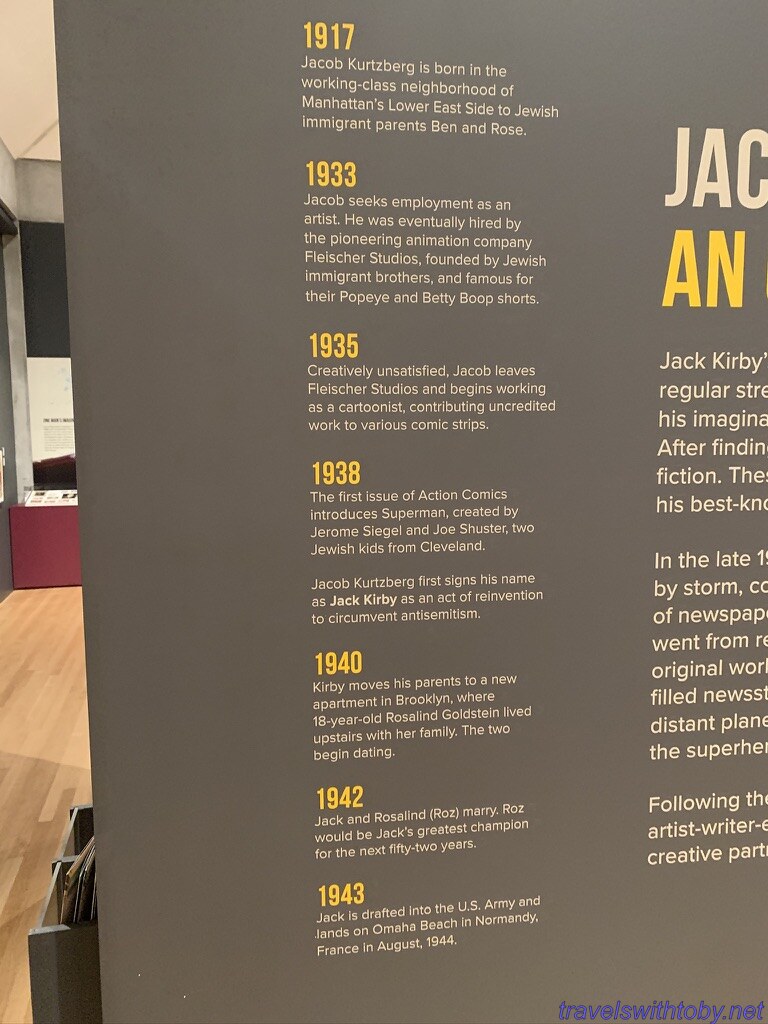 1917
Jacob Kurtzberg is born in the
working-class neighborhood of
Manhattan's Lower East Side to Jewish
immigrant parents Ben and Rose.
1933
Jacob seeks employment as an
artist. He was eventually hired by
the pioneering animation company
Fleischer Studios, founded by Jewish
immigrant brothers, and famous for
their Popeye and Betty Boop shorts.
1935
Creatively unsatisfied, Jacob leaves
Fleischer Studios and begins working
as a cartoonist, contributing uncredited
work to various comic strips.
1938
The first issue of Action Comics
introduces Superman, created by
Jerome Siegel and Joe Shuster, two
Jewish kids from Cleveland.
Jacob Kurtzberg first signs his name
as Jack Kirby as an act of reinvention
to circumvent antisemitism.
1940
Kirby moves his parents to a new
apartment in Brooklyn, where
18-year-old Rosalind Goldstein lived
upstairs with her family. The two
begin dating.
1942
Jack and Rosalind (Roz) marry. Roz
would be Jack's greatest champion
for the next fifty-two years.
1943
Jack is drafted into the U.S. Army and
lands on Omaha Beach in Normandy,
France in August, 1944.
JAC
AN
Jack Kirby'
regular stre
his imagina
After findin
fiction. Thes
his best-kno
In the late 19
by storm, co
of newspape
went from re
original work
filled newsst
distant plane
the superher
Following the
artist-writer-e
creative partn
travelswithtoby.net